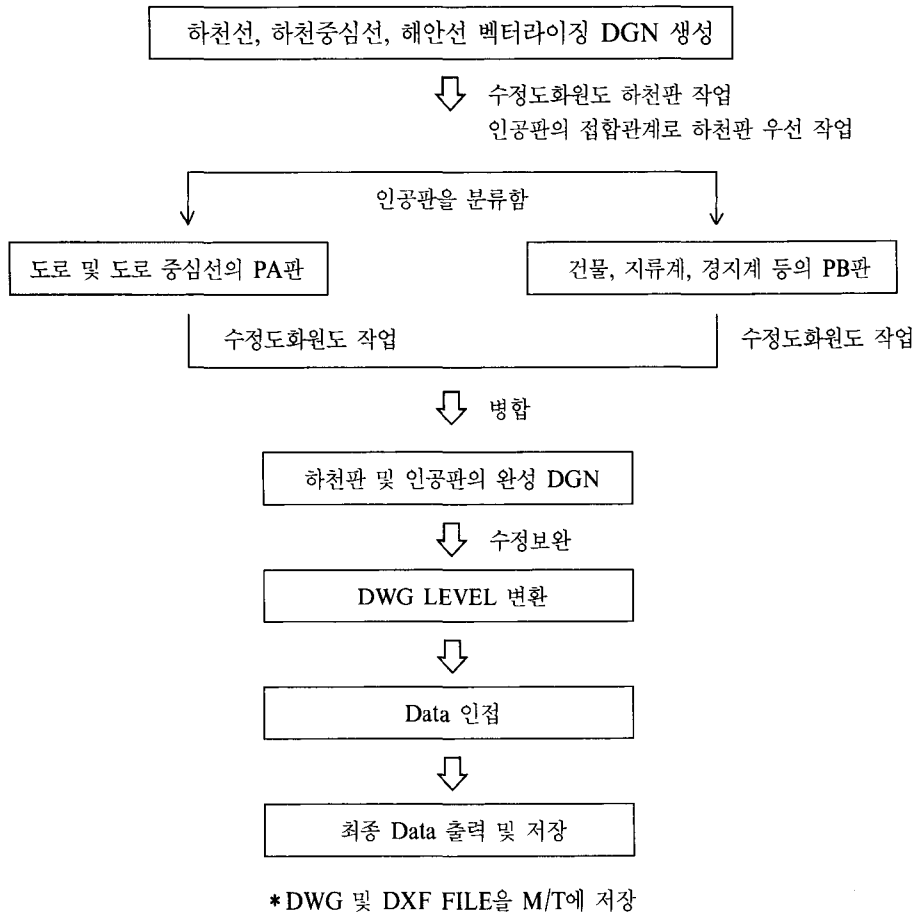 하천선, 하천중심선, 해안선 벡터라이징 DGN 생성
수정도화원도 하천판 작업
인공판의 접합관계로 하천판 우선 작업
인공판을 분류함
도로 및 도로 중심선의 PA판
건물, 지류계, 경지계 등의 PB판
수정도화원도 작업
수정도화원도 작업
병합
하천판 및 인공판의 완성 DGN
수정보완
DWG LEVEL 변환
Data 인접
최종 Data 출력 및 저장
*DWG 및 DXF FILE을 M/T에 저장